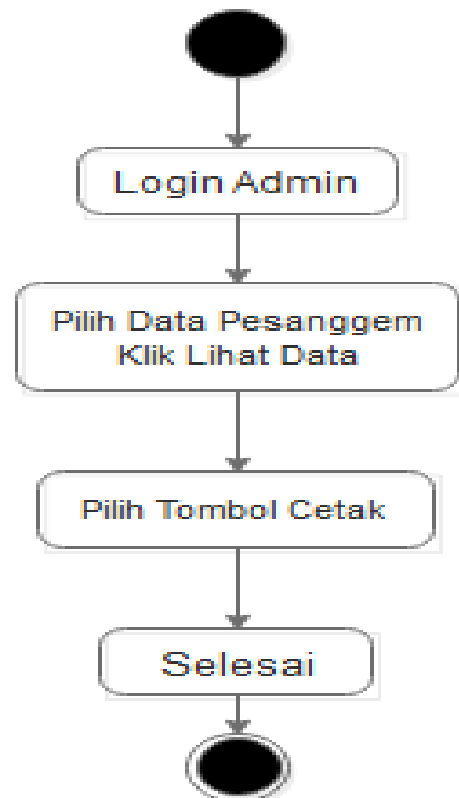 Login Admin
Pilih Data Pesanggem
Klik Lihat Data
Pilih Tombol Cetak
Selesai